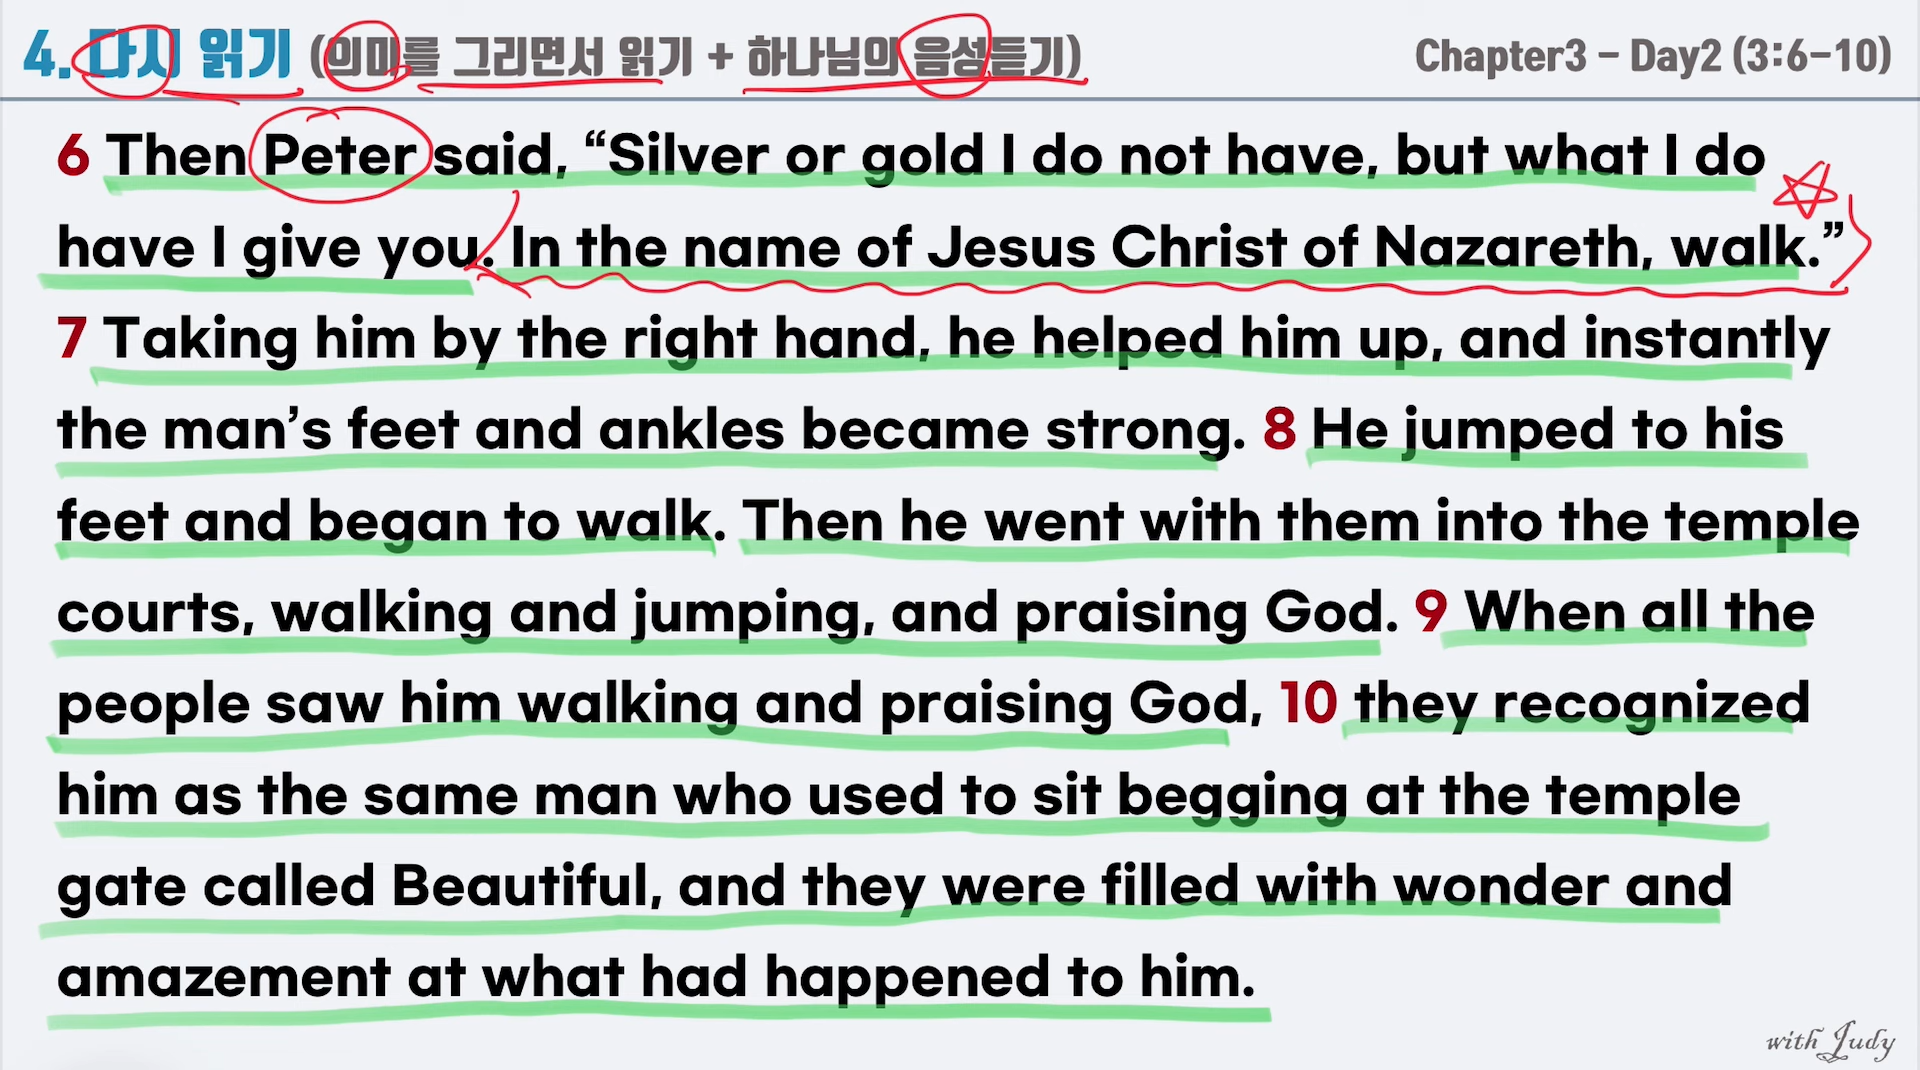 4. 다시 읽기 (의미를 그리면서 읽기 + 하나님의 음성듣기)
Chapter3 – Day2 (3:6–10)
6 Then Peter said, “Silver or gold I do not have, but what I do
have I give you. In the name of Jesus Christ of Nazareth, walk.”
7 Taking him by the right hand, he helped him up, and instantly
the man’s feet and ankles became strong. 8 He jumped to his
feet and began to walk. Then he went with them into the temple
courts, walking and jumping, and praising God. 9 When all the
people saw him walking and praising God, 10 they recognized
him as the same man who used to sit begging at the temple
gate called Beautiful, and they were filled with wonder and
amazement at what had happened to him.
with Judy